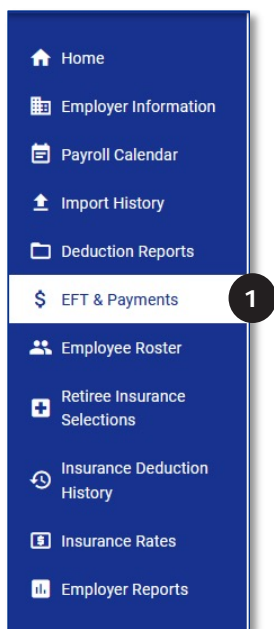 Home
Employer Information
Payroll Calendar
Import History
Deduction Reports
$ EFT & Payments 1
Employee Roster
Retiree Insurance
Selections
Insurance Deduction
History
Insurance Rates
Employer Reports